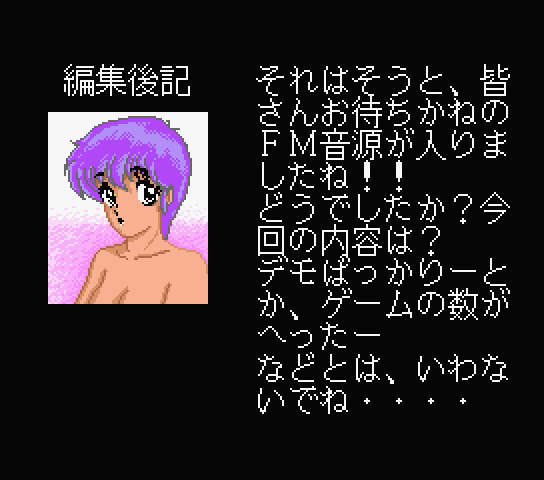 編集後記
それはそうと、皆
さんお待ちかねの
ＦＭ音源が入りま
したね！！
どうでしたか？今
回の内容は？
デモばっかりーと
か、ゲームの数が
へったー
などとは、いわな
いでね・・・・